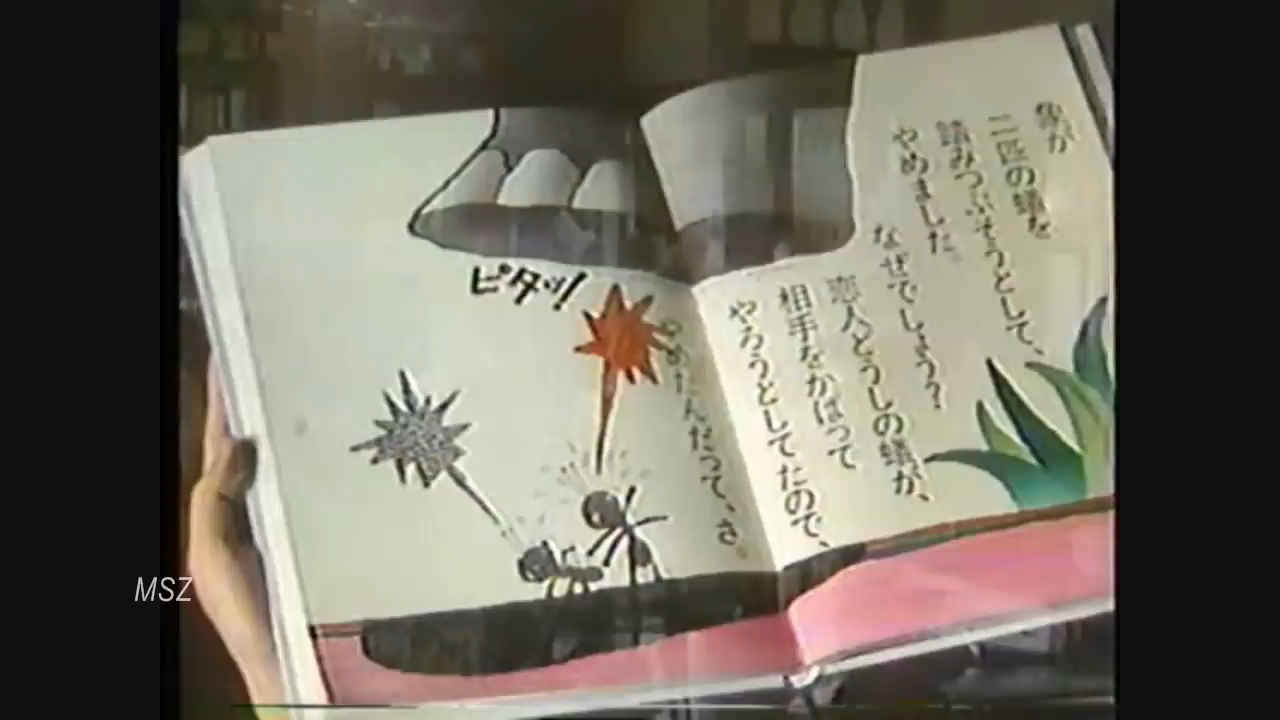 象が
二匹の蟻を
踏みつぶそうとして、
やめました。
なぜでしょう?
恋人どうしの蟻が、
相手をかばって
やろうとしてたので、
やめたんだって、さ。
ピタッ!
MSZ